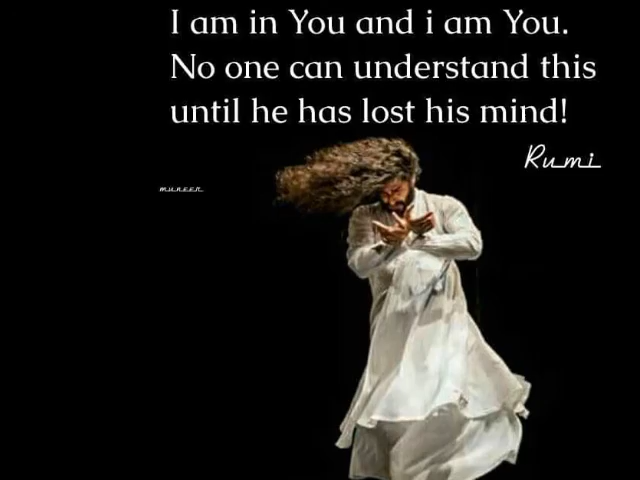 I am in You and i am You.
No one can understand this
until he has lost his mind!
Rumi
muneer